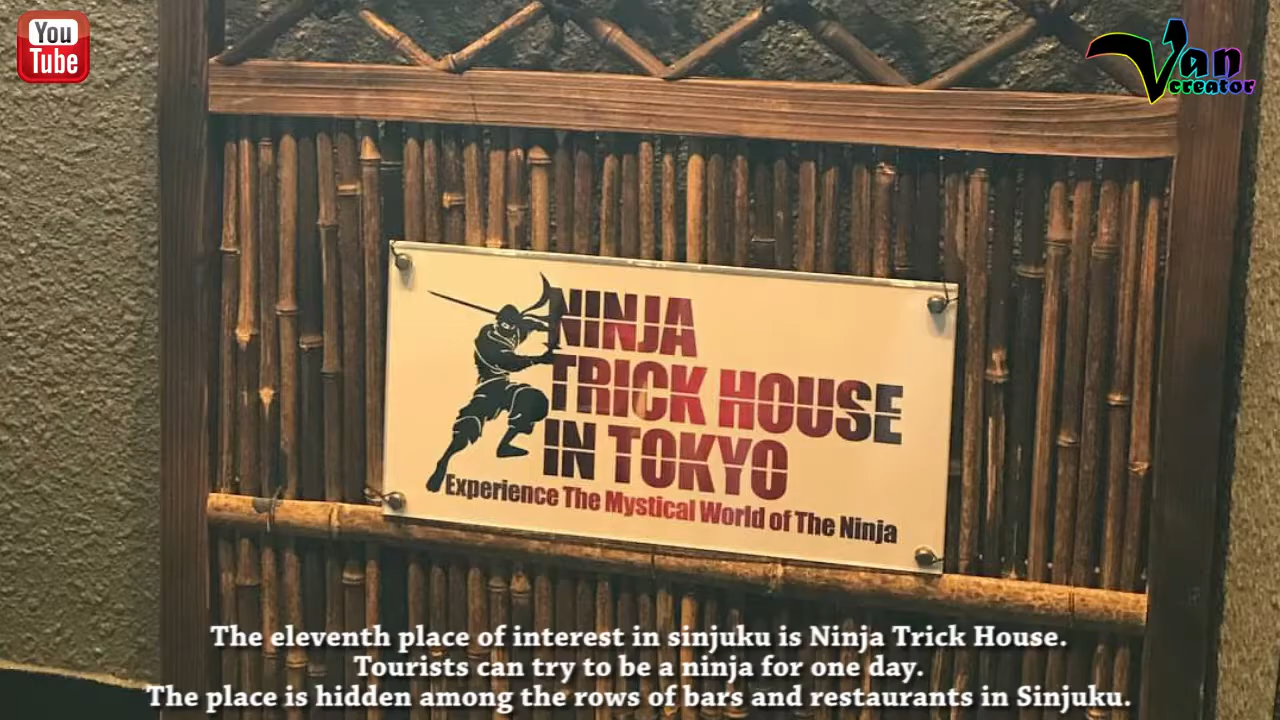 You
Tube
Van
creator
NINJA
TRICK HOUSE
IN TOKYO
Experience The Mystical World of The Ninja
The eleventh place of interest in sinjuku is Ninja Trick House.
Tourists can try to be a ninja for one day.
The place is hidden among the rows of bars and restaurants in Sinjuku.